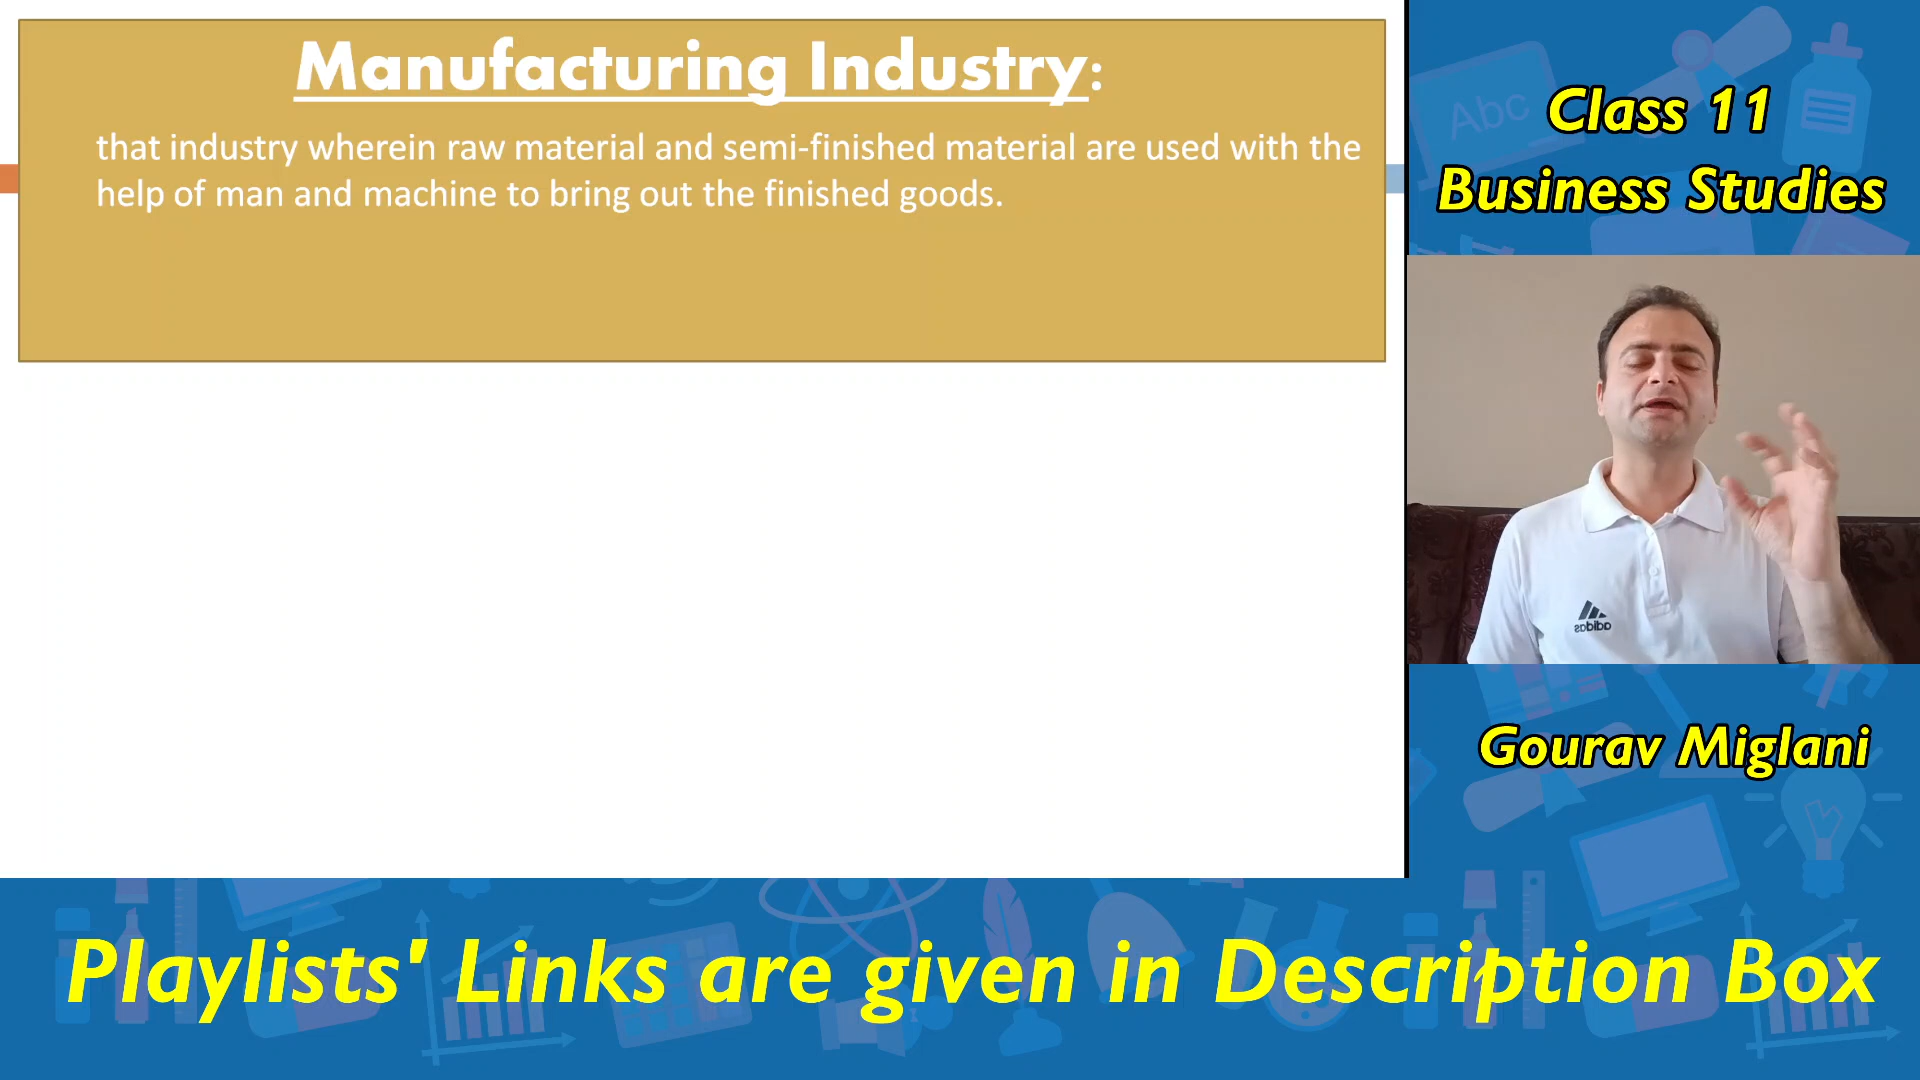 Manufacturing Industry:
that industry wherein raw material and semi-finished material are used with the
help of man and machine to bring out the finished goods.
Abc
Class 11
Business Studies
adidas
Gourav Miglani
Playlists' Links are given in Description Box